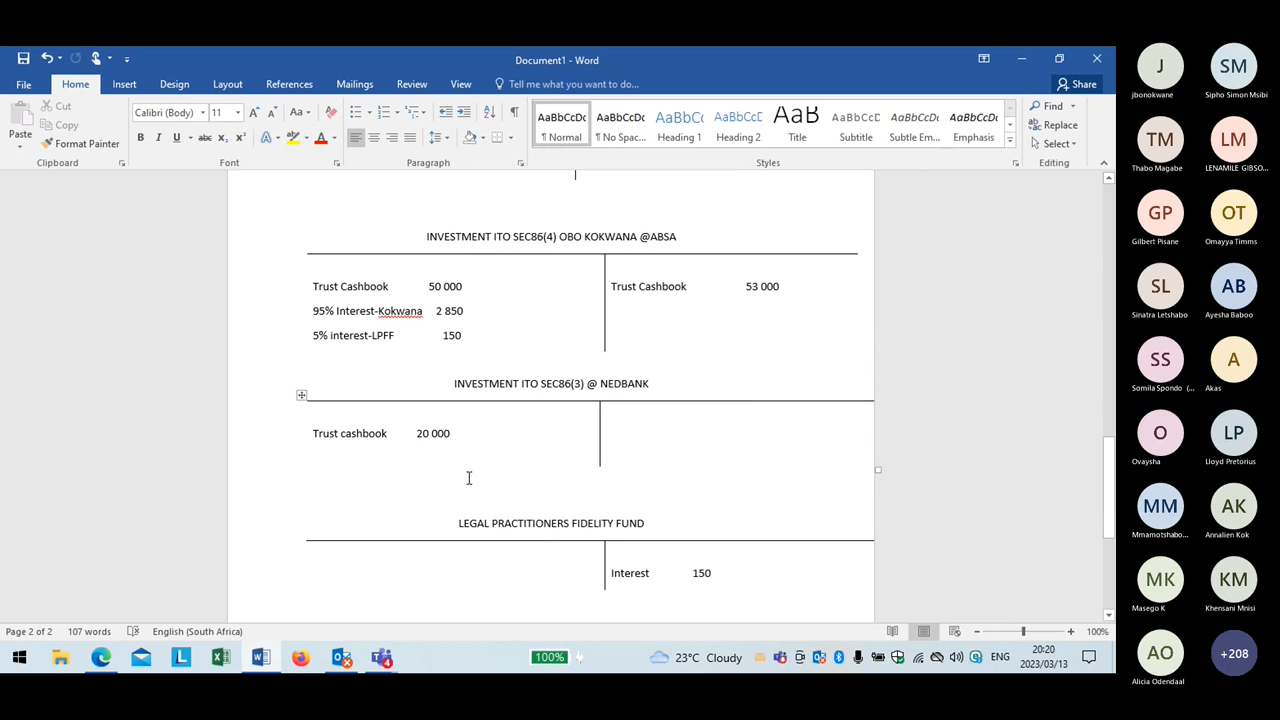 Document1 - Word
File Home Insert Design Layout References Mailings Review View Tell me what you want to do... Share
Paste
Cut
Copy
Format Painter
Clipboard
Calibri (Body) 11
Font
Paragraph
AaBbCcDc AaBbCcDc AaBbCc AaBbCcD AaB AaBbCcD AaBbCcDc AaBbCcDc
¶ Normal ¶ No Spac... Heading 1 Heading 2 Title Subtitle Subtle Em... Emphasis
Styles
Find
Replace
Select
Editing
INVESTMENT ITO SEC86(4) OBO KOKWANA @ABSA
Trust Cashbook 50 000 Trust Cashbook 53 000
95% Interest-Kokwana 2 850
5% interest-LPFF 150
INVESTMENT ITO SEC86(3) @ NEDBANK
Trust cashbook 20 000
LEGAL PRACTITIONERS FIDELITY FUND
Interest 150
Page 2 of 2 107 words English (South Africa) 100%
100% 23°C Cloudy ENG 20:20
2023/03/13
J SM
jbonokwane Sipho Simon Msibi
TM LM
Thabo Magabe LENAMILE GIBSO...
GP OT
Gilbert Pisane Omayya Timms
SL AB
Sinatra Letshabo Ayesha Baboo
SS A
Somila Spondo (... Akas
O LP
Ovaysha Lloyd Pretorius
MM AK
Mmamotshabo... Annalien Kok
MK KM
Masego K Khensani Mnisi
AO +208
Alicia Odendaal